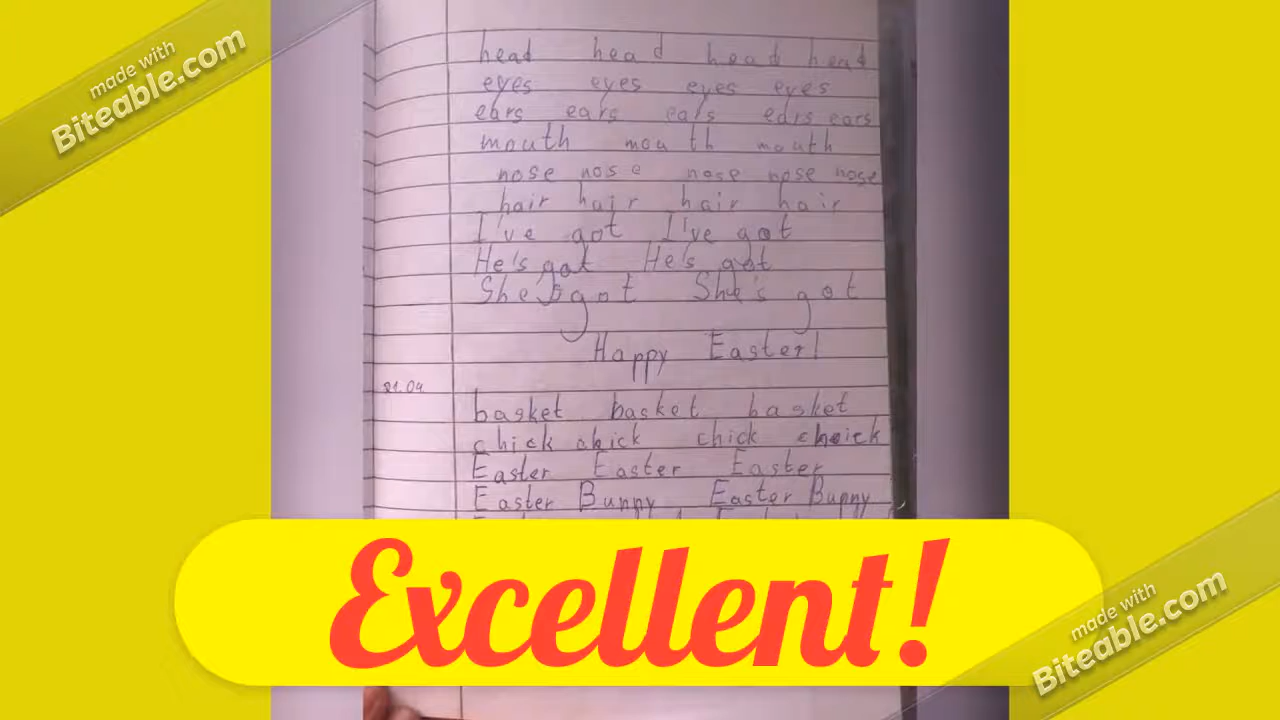 made with
Biteable.com
head head head head
eyes eyes eyes eyes
ears ears ears ears ears
mouth mouth mouth
nose nose nose nose nose
hair hair hair hair
I've got I've got
He's got He's got
She's got She's got
Happy Easter!
21.04
basket basket basket
chick chick chick choick
Easter Easter Easter
Easter Bunny Easter Bunny
Excellent!
made with
Biteable.com